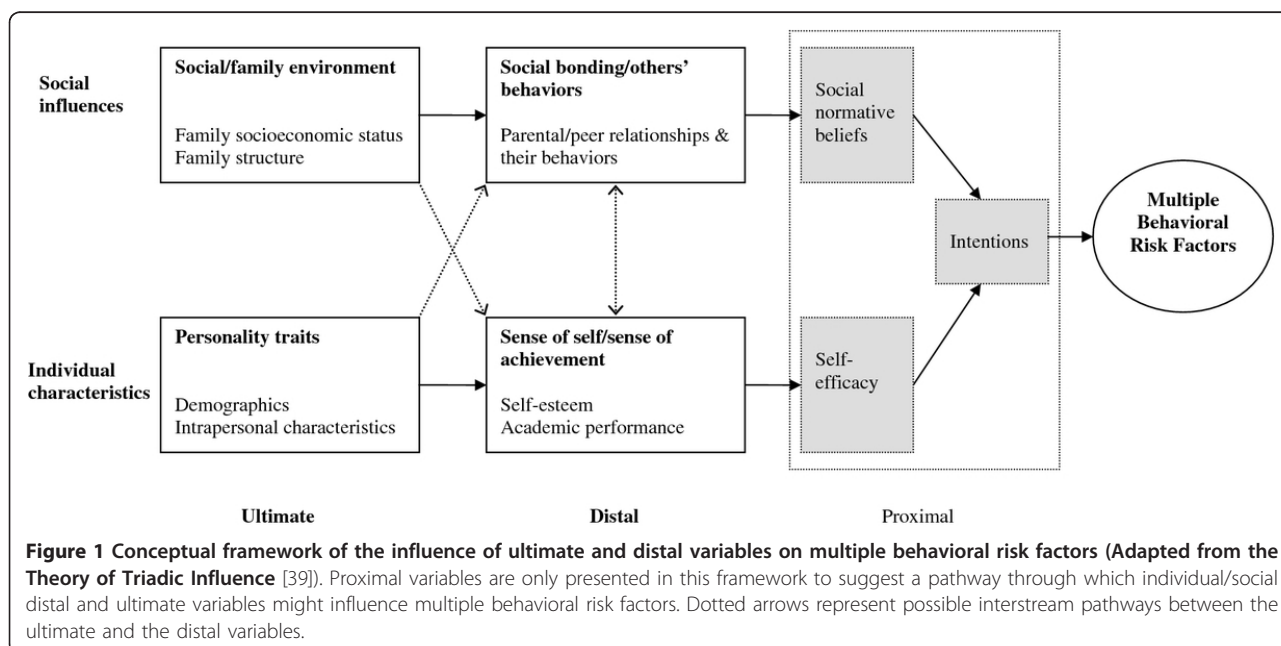 Social
influences
Social/family environment
Family socioeconomic status
Family structure
Social bonding/others'
behaviors
Parental/peer relationships &
their behaviors
Social
normative
beliefs
Intentions
Multiple
Behavioral
Risk Factors
Individual
characteristics
Personality traits
Demographics
Intrapersonal characteristics
Sense of self/sense of
achievement
Self-esteem
Academic performance
Self-
efficacy
Ultimate
Distal
Proximal
Figure 1 Conceptual framework of the influence of ultimate and distal variables on multiple behavioral risk factors (Adapted from the
Theory of Triadic Influence [39]). Proximal variables are only presented in this framework to suggest a pathway through which individual/social
distal and ultimate variables might influence multiple behavioral risk factors. Dotted arrows represent possible interstream pathways between the
ultimate and the distal variables.